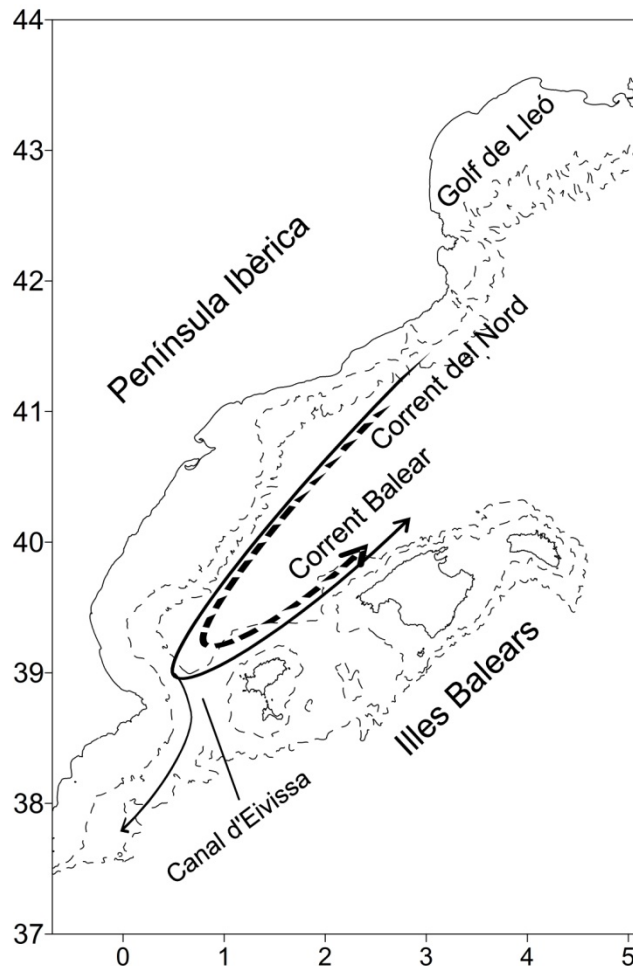 44
43
42
41
40
39
38
37
0
1
2
3
4
5
Golf de Lleó
Península Ibèrica
Corrent del Nord
Corrent Balear
Illes Balears
Canal d'Eivissa